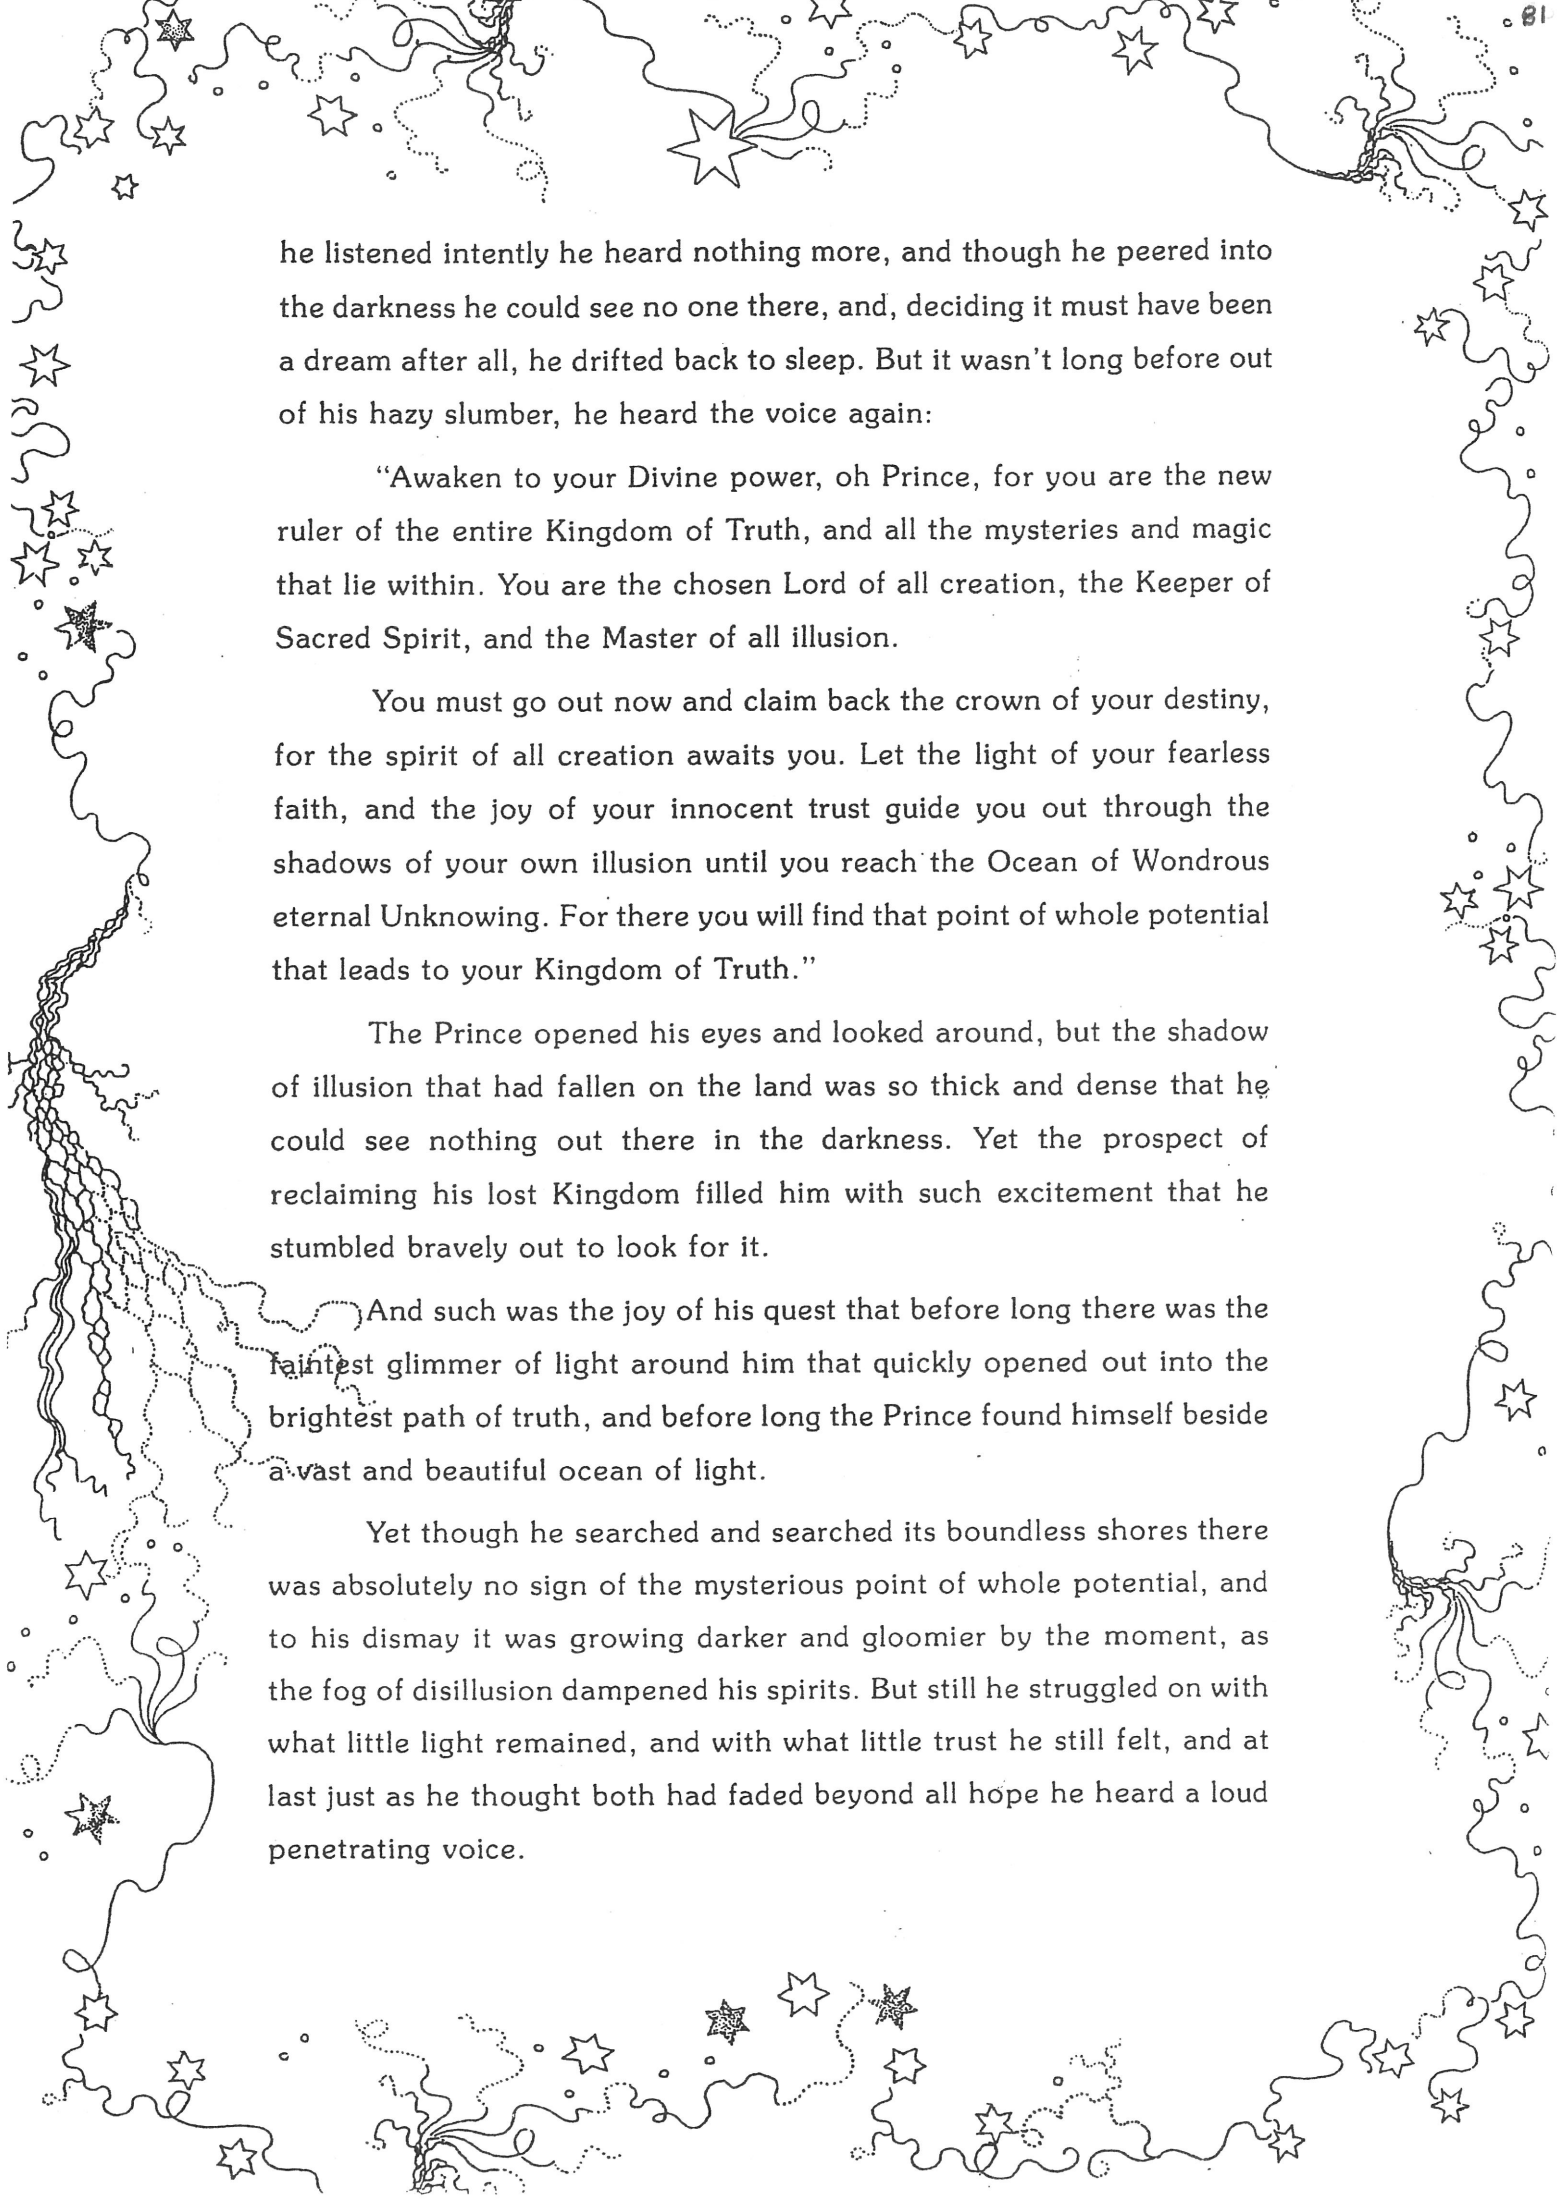 81
he listened intently he heard nothing more, and though he peered into
the darkness he could see no one there, and, deciding it must have been
a dream after all, he drifted back to sleep. But it wasn't long before out
of his hazy slumber, he heard the voice again:
"Awaken to your Divine power, oh Prince, for you are the new
ruler of the entire Kingdom of Truth, and all the mysteries and magic
that lie within. You are the chosen Lord of all creation, the Keeper of
Sacred Spirit, and the Master of all illusion.
You must go out now and claim back the crown of your destiny,
for the spirit of all creation awaits you. Let the light of your fearless
faith, and the joy of your innocent trust guide you out through the
shadows of your own illusion until you reach the Ocean of Wondrous
eternal Unknowing. For there you will find that point of whole potential
that leads to your Kingdom of Truth."
The Prince opened his eyes and looked around, but the shadow
of illusion that had fallen on the land was so thick and dense that he
could see nothing out there in the darkness. Yet the prospect of
reclaiming his lost Kingdom filled him with such excitement that he
stumbled bravely out to look for it.
And such was the joy of his quest that before long there was the
faintest glimmer of light around him that quickly opened out into the
brightest path of truth, and before long the Prince found himself beside
a vast and beautiful ocean of light.
Yet though he searched and searched its boundless shores there
was absolutely no sign of the mysterious point of whole potential, and
to his dismay it was growing darker and gloomier by the moment, as
the fog of disillusion dampened his spirits. But still he struggled on with
what little light remained, and with what little trust he still felt, and at
last just as he thought both had faded beyond all hope he heard a loud
penetrating voice.